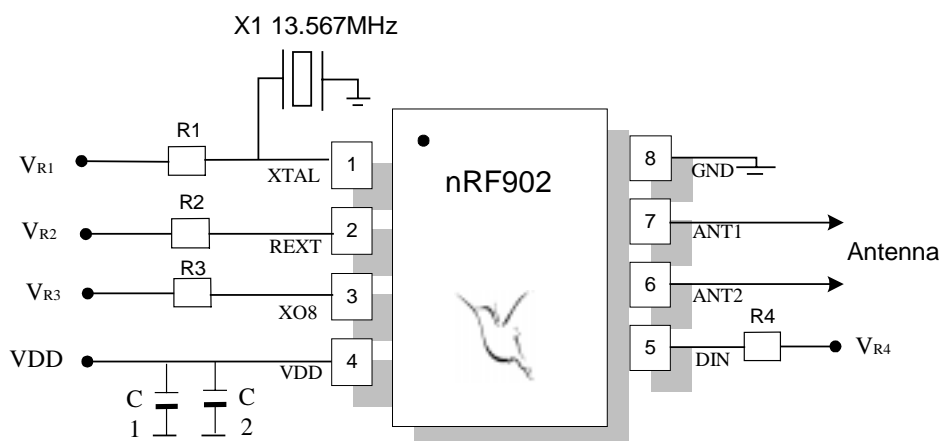 X1 13.567MHz
R1
VR1
XTAL
1
R2
VR2
REXT
2
R3
VR3
XO8
3
VDD
VDD
4
C
1
C
2
nRF902
8
GND
7
ANT1
Antenna
6
ANT2
R4
5
DIN
VR4